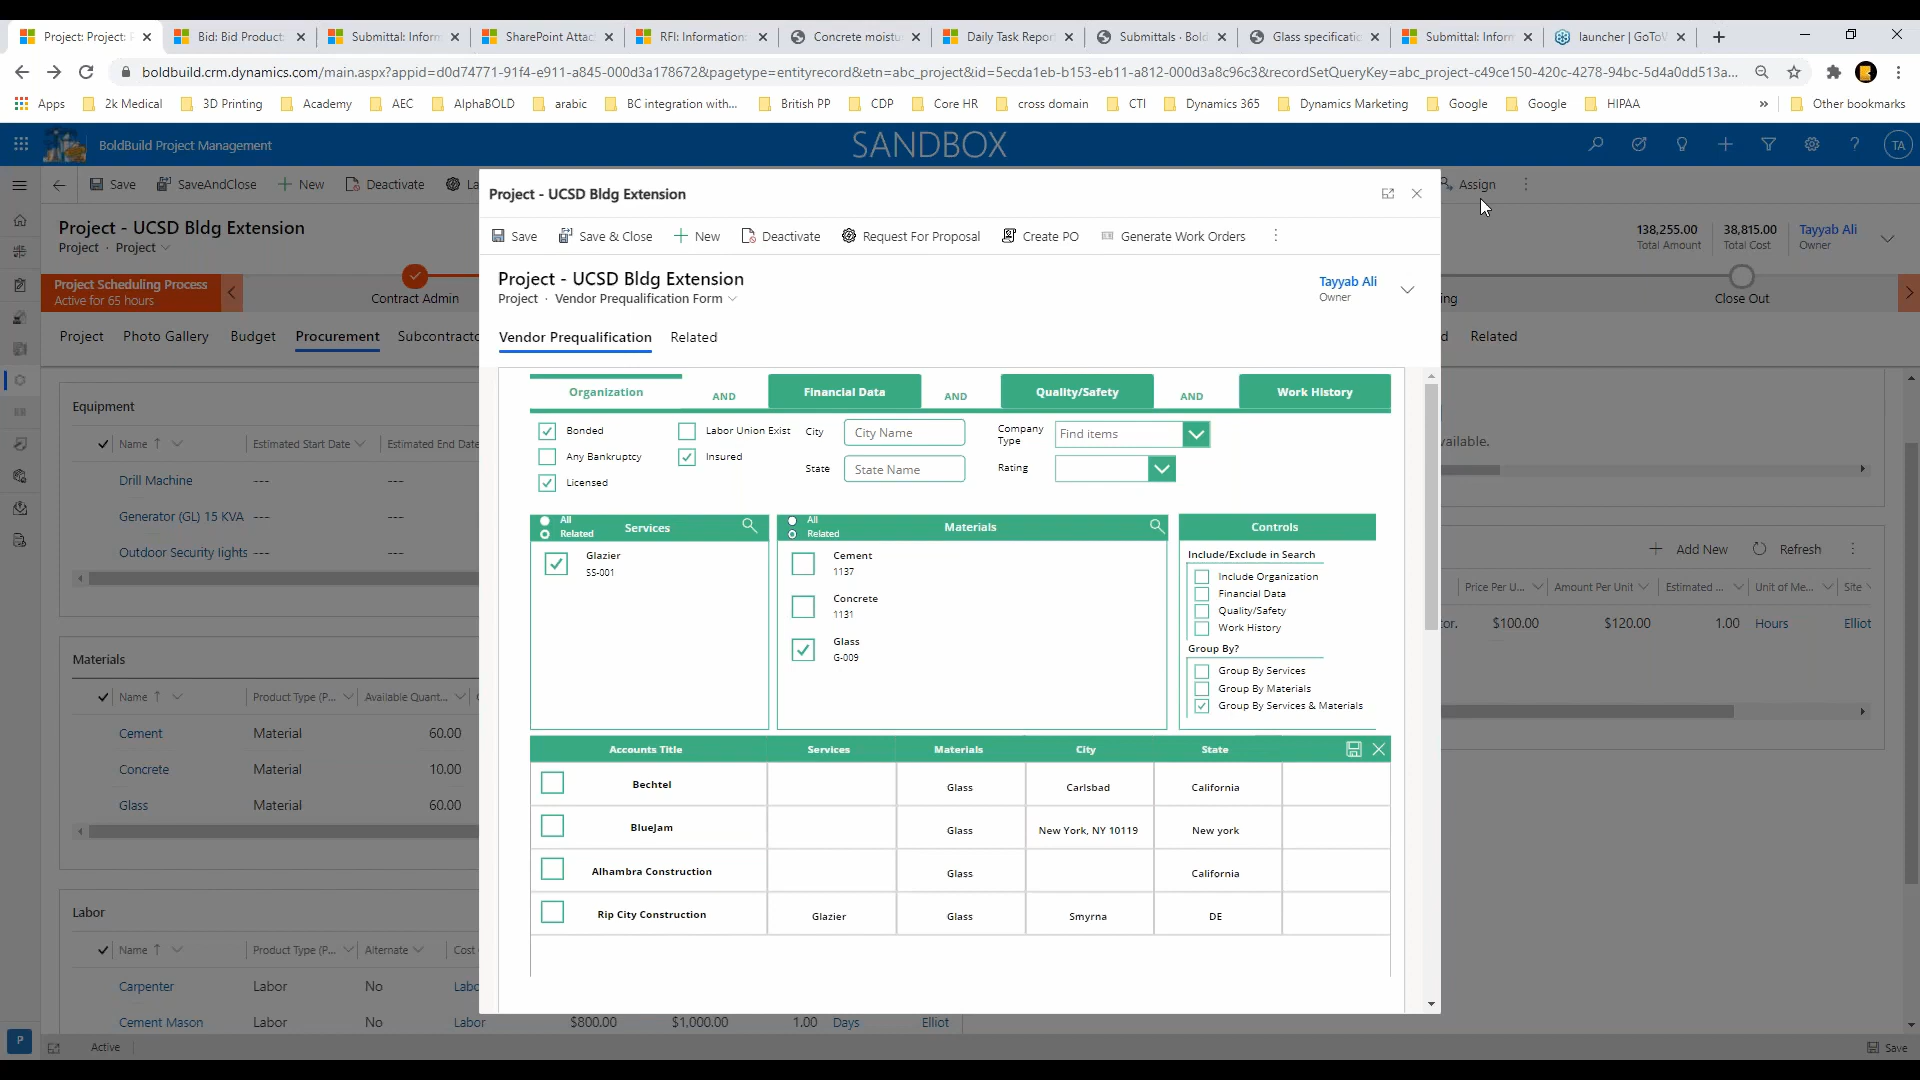 Project: Project:
Bid: Bid Product:
Submittal: Inform
SharePoint Attac
RFI: Information:
Concrete moistu
Daily Task Repor
Submittals · Bold
Glass specificatio
Submittal: Inform
launcher | GoToV
boldbuild.crm.dynamics.com/main.aspx?appid=d0d74771-91f4-e911-a845-000d3a178672&pagetype=entityrecord&etn=abc_project&id=5ecda1eb-b153-eb11-a812-000d3a8c96c3&recordSetQueryKey=abc_project-c49ce150-420c-4278-94bc-5d4a0dd513a...
Apps
2k Medical
3D Printing
Academy
AEC
AlphaBOLD
arabic
BC integration with...
British PP
CDP
Core HR
cross domain
CTI
Dynamics 365
Dynamics Marketing
Google
Google
HIPAA
»
Other bookmarks
BoldBuild Project Management
SANDBOX
TA
Save
SaveAndClose
New
Deactivate
La
Assign
Project - UCSD Bldg Extension
Project · Project
138,255.00
Total Amount
38,815.00
Total Cost
Tayyab Ali
Owner
Project Scheduling Process
Active for 65 hours
Contract Admin
ing
Close Out
Project
Photo Gallery
Budget
Procurement
Subcontracto
d
Related
Equipment
Name ↑
Estimated Start Date
Estimated End Date
Drill Machine --- ---
Generator (GL) 15 KVA --- ---
Outdoor Security lights --- ---
Materials
Name ↑
Product Type (P...
Available Quant...
Cement Material 60.00
Concrete Material 10.00
Glass Material 60.00
Labor
Name ↑
Product Type (P...
Alternate
Cost
Carpenter Labor No Labo
Cement Mason Labor No Labor $800.00 $1,000.00 1.00 Days Elliot
P
Active
Save
vailable.
Add New
Refresh
Price Per U...
Amount Per Unit
Estimated ...
Unit of Me...
Site
tor. $100.00 $120.00 1.00 Hours Elliot
Project - UCSD Bldg Extension
Save
Save & Close
New
Deactivate
Request For Proposal
Create PO
Generate Work Orders
Project - UCSD Bldg Extension
Project · Vendor Prequalification Form
Tayyab Ali
Owner
Vendor Prequalification
Related
Organization
AND
Financial Data
AND
Quality/Safety
AND
Work History
Bonded
Any Bankruptcy
Licensed
Labor Union Exist
Insured
City
City Name
State
State Name
Company
Type
Find items
Rating
All
Related
Services
Glazier
SS-001
All
Related
Materials
Cement
1137
Concrete
1131
Glass
G-009
Controls
Include/Exclude in Search
Include Organization
Financial Data
Quality/Safety
Work History
Group By?
Group By Services
Group By Materials
Group By Services & Materials
Accounts Title Services Materials City State
Bechtel Glass Carlsbad California
BlueJam Glass New York, NY 10119 New york
Alhambra Construction Glass California
Rip City Construction Glazier Glass Smyrna DE